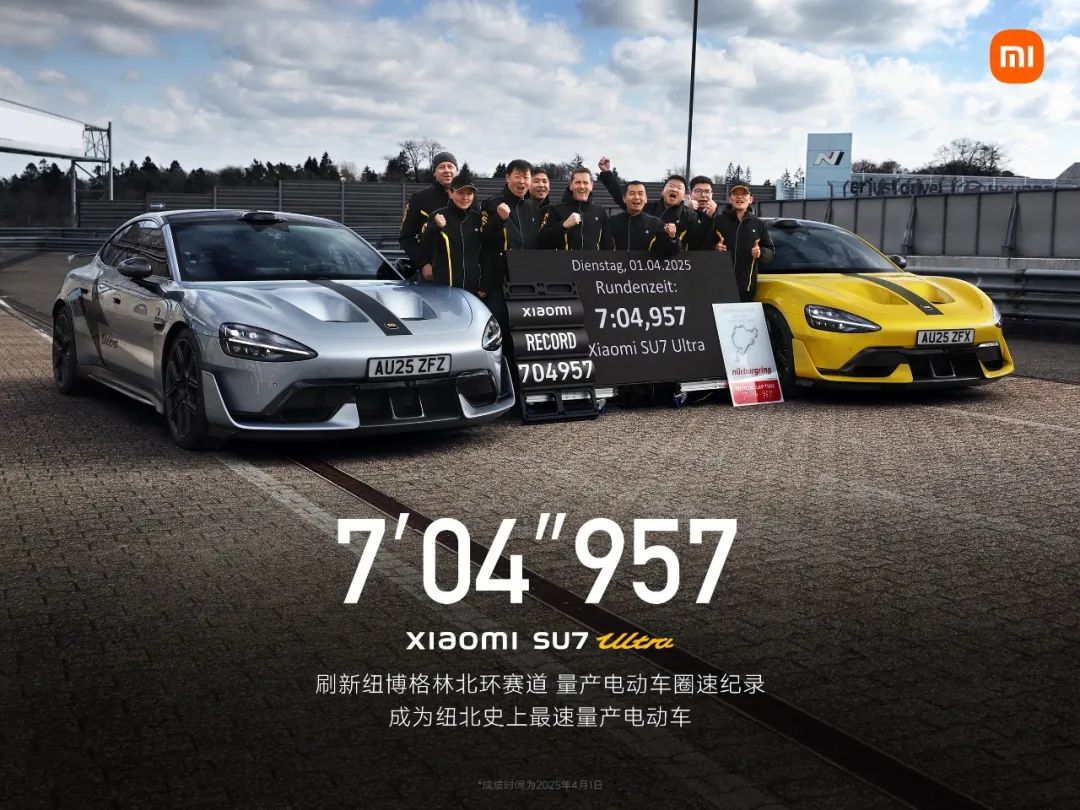 mi
N
Dienstag, 01.04.2025
Rundenzeit:
7:04,957
Xiaomi SU7 Ultra
xiaomi
RECORD
704957
nürburgring
Ultra
AU25 ZFZ
AU25 ZFX
7'04"957
xiaomi SU7 Ultra
刷新纽博格林北环赛道 量产电动车圈速纪录
成为纽北史上最速量产电动车
*成绩时间为2025年4月1日